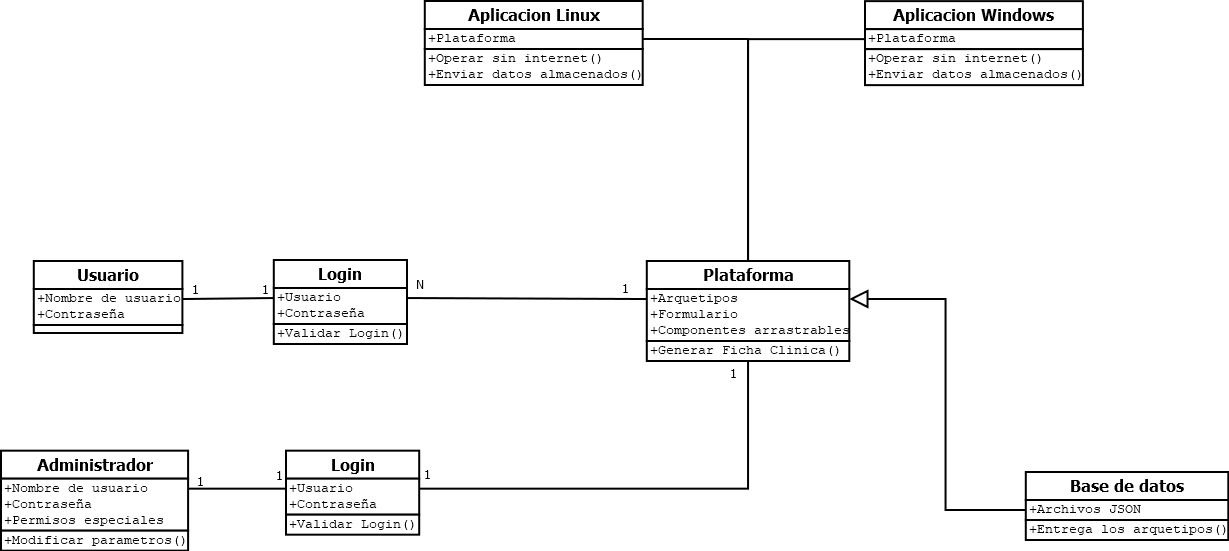 Aplicacion Linux
+Plataforma
+Operar sin internet()
+Enviar datos almacenados()
Aplicacion Windows
+Plataforma
+Operar sin internet()
+Enviar datos almacenados()
Usuario
+Nombre de usuario
+Contraseña
1
1
Login
+Usuario
+Contraseña
+Validar Login()
N
1
Plataforma
+Arquetipos
+Formulario
+Componentes arrastrables
+Generar Ficha Clinica()
1
Administrador
+Nombre de usuario
+Contraseña
+Permisos especiales
+Modificar parametros()
1
1
Login
+Usuario
+Contraseña
+Validar Login()
1
Base de datos
+Archivos JSON
+Entrega los arquetipos()